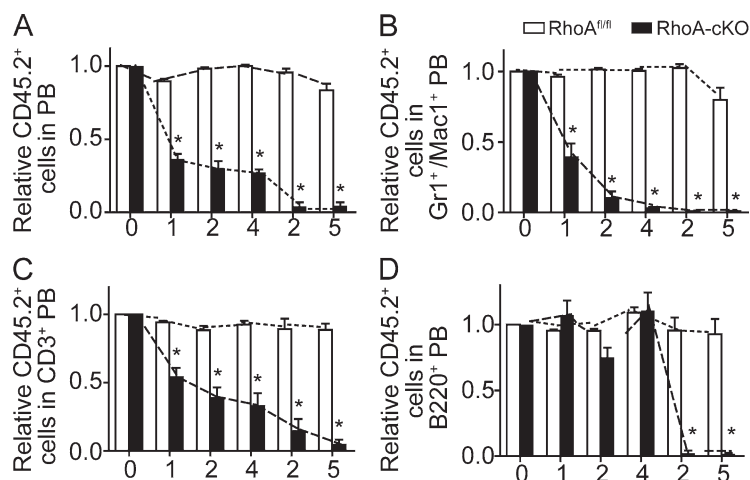 A
B
RhoAfl/fl RhoA-cKO
Relative CD45.2+
cells in PB
1.0
0.5
0.0
* * * * *
0 1 2 4 2 5
Relative CD45.2+
cells in
Gr1+/Mac1+ PB
1.0
0.5
0.0
* * * * *
0 1 2 4 2 5
C
D
Relative CD45.2+
cells in CD3+ PB
1.0
0.5
0.0
* * * * *
0 1 2 4 2 5
Relative CD45.2+
cells in
B220+ PB
1.0
0.5
0.0
* *
0 1 2 4 2 5